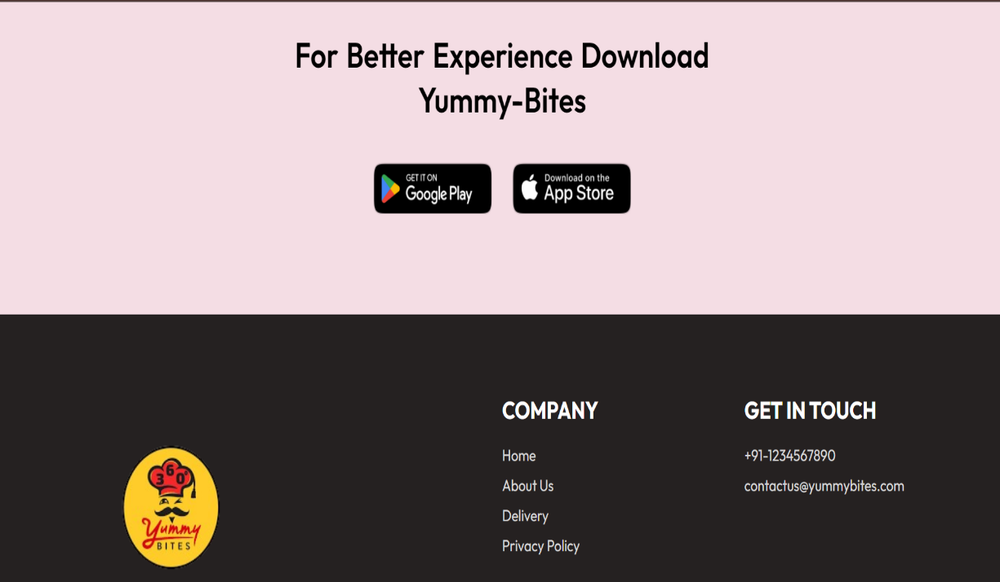 For Better Experience Download
Yummy-Bites
GET IT ON
Google Play
Download on the
App Store
360°
Yummy
BITES
COMPANY
Home
About Us
Delivery
Privacy Policy
GET IN TOUCH
+91-1234567890
contactus@yummybites.com